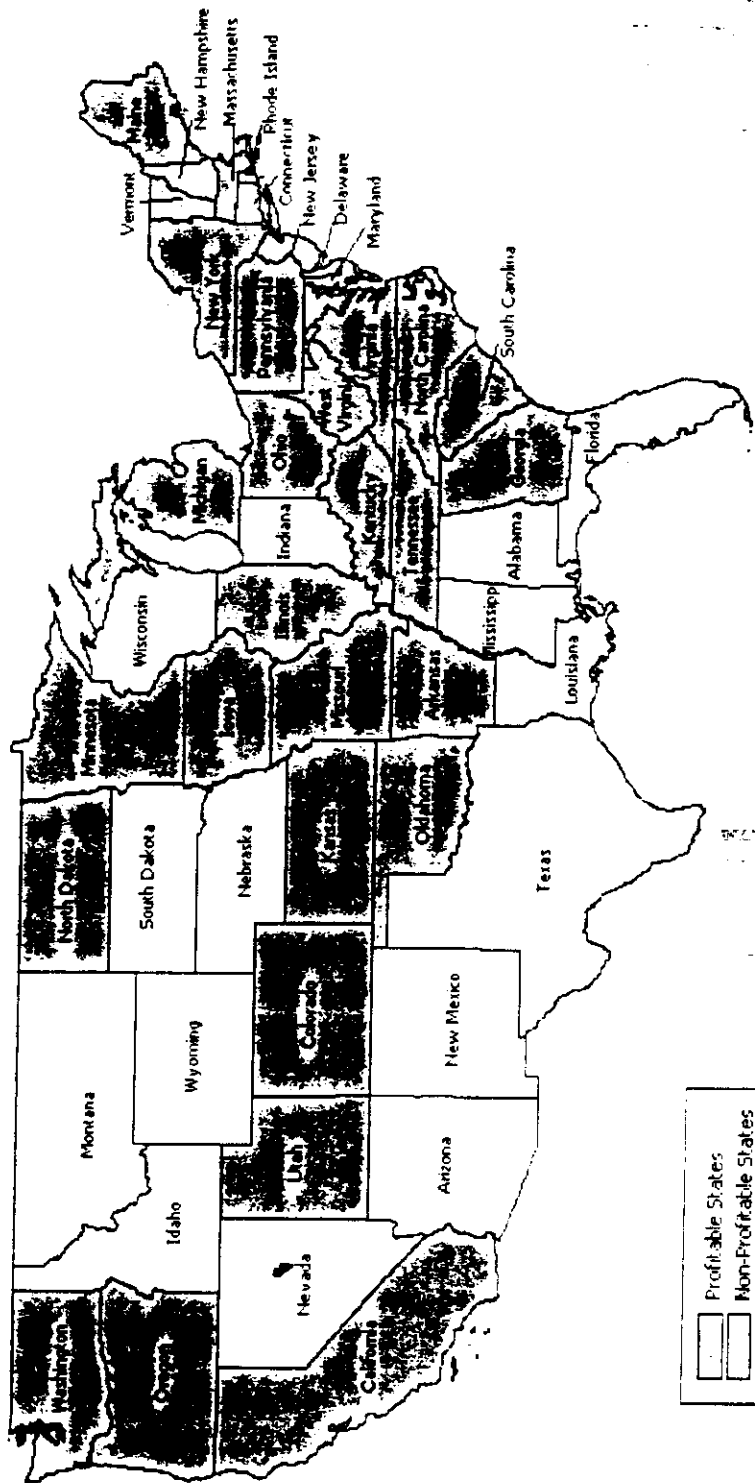 Washington
Oregon
California
Nevada
Idaho
Montana
Wyoming
Utah
Arizona
Colorado
New Mexico
North Dakota
South Dakota
Nebraska
Kansas
Oklahoma
Texas
Minnesota
Iowa
Missouri
Arkansas
Louisiana
Wisconsin
Illinois
Mississipp
Michigan
Indiana
Kentucky
Tennessee
Alabama
Ohio
West
Virginia
Georgia
Florida
Pennsylvania
New York
Virginia
North Carolina
South Carolina
Vermont
Maine
New Hampshire
Massachusetts
Rhode Island
Connecticut
New Jersey
Delaware
Maryland
Profitable States
Non-Profitable States